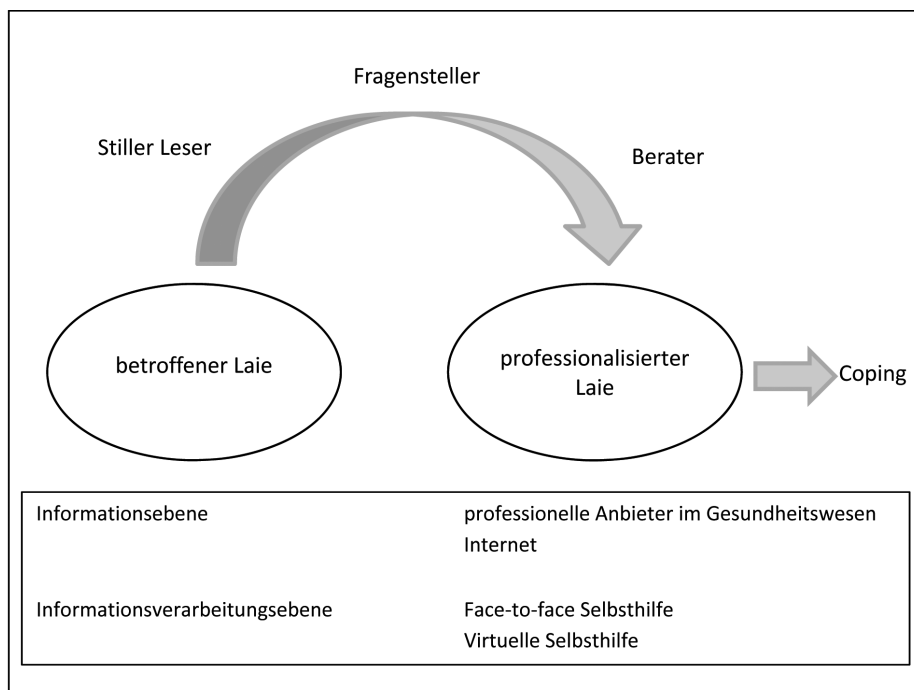 Fragensteller
Stiller Leser
Berater
betroffener Laie
professionalisierter
Laie
Coping
Informationsebene
professionelle Anbieter im Gesundheitswesen
Internet
Informationsverarbeitungsebene
Face-to-face Selbsthilfe
Virtuelle Selbsthilfe